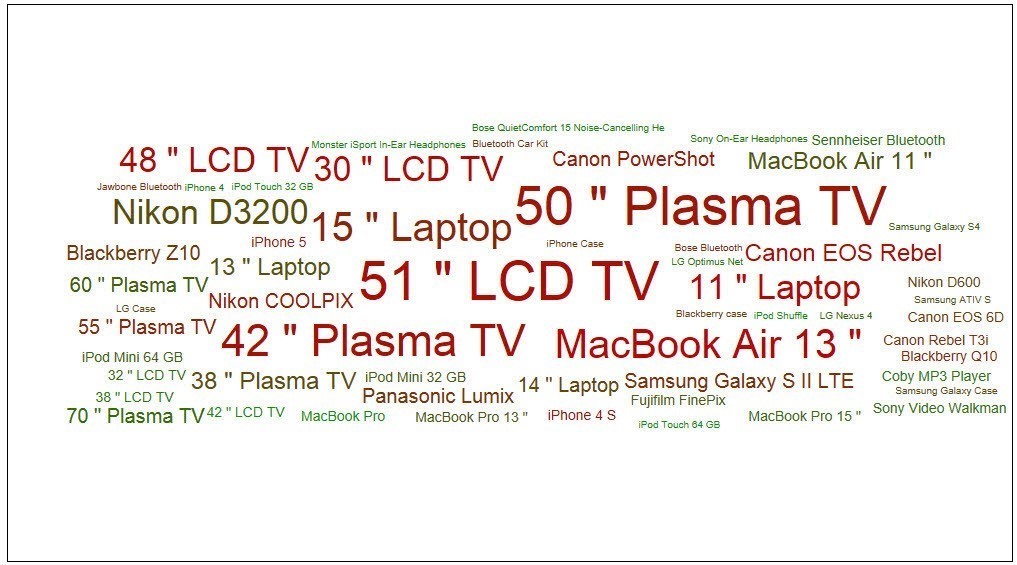 Bose QuietComfort 15 Noise-Cancelling He
Monster iSport In-Ear Headphones
Bluetooth Car Kit
Sony On-Ear Headphones
Sennheiser Bluetooth
48 " LCD TV
30 " LCD TV
Canon PowerShot
MacBook Air 11 "
Jawbone Bluetooth
iPhone 4
iPod Touch 32 GB
Nikon D3200
15 " Laptop
50 " Plasma TV
Samsung Galaxy S4
Blackberry Z10
iPhone 5
iPhone Case
Bose Bluetooth
Canon EOS Rebel
13 " Laptop
LG Optimus Net
60 " Plasma TV
51 " LCD TV
11 " Laptop
Nikon D600
Nikon COOLPIX
Samsung ATIV S
LG Case
Blackberry case
iPod Shuffle
LG Nexus 4
Canon EOS 6D
55 " Plasma TV
42 " Plasma TV
MacBook Air 13 "
Canon Rebel T3i
iPod Mini 64 GB
Blackberry Q10
32 " LCD TV
38 " Plasma TV
iPod Mini 32 GB
14 " Laptop
Samsung Galaxy S II LTE
Coby MP3 Player
38 " LCD TV
Panasonic Lumix
Fujifilm FinePix
Samsung Galaxy Case
70 " Plasma TV
42 " LCD TV
MacBook Pro
MacBook Pro 13 "
iPhone 4 S
iPod Touch 64 GB
MacBook Pro 15 "
Sony Video Walkman